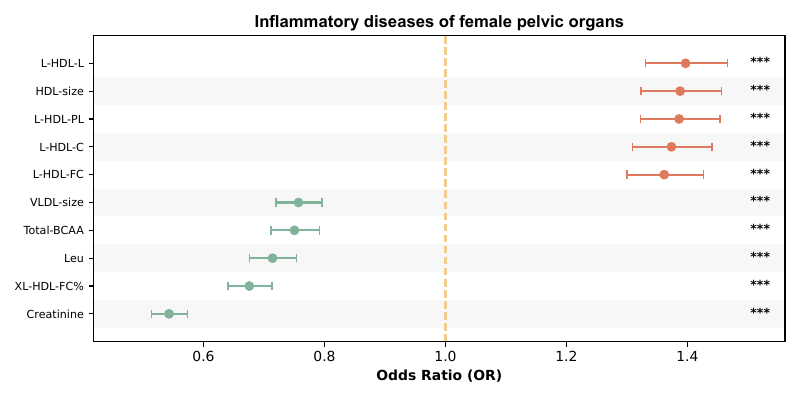 Inflammatory diseases of female pelvic organs
L-HDL-L ***
HDL-size ***
L-HDL-PL ***
L-HDL-C ***
L-HDL-FC ***
VLDL-size ***
Total-BCAA ***
Leu ***
XL-HDL-FC% ***
Creatinine ***
0.6 0.8 1.0 1.2 1.4
Odds Ratio (OR)